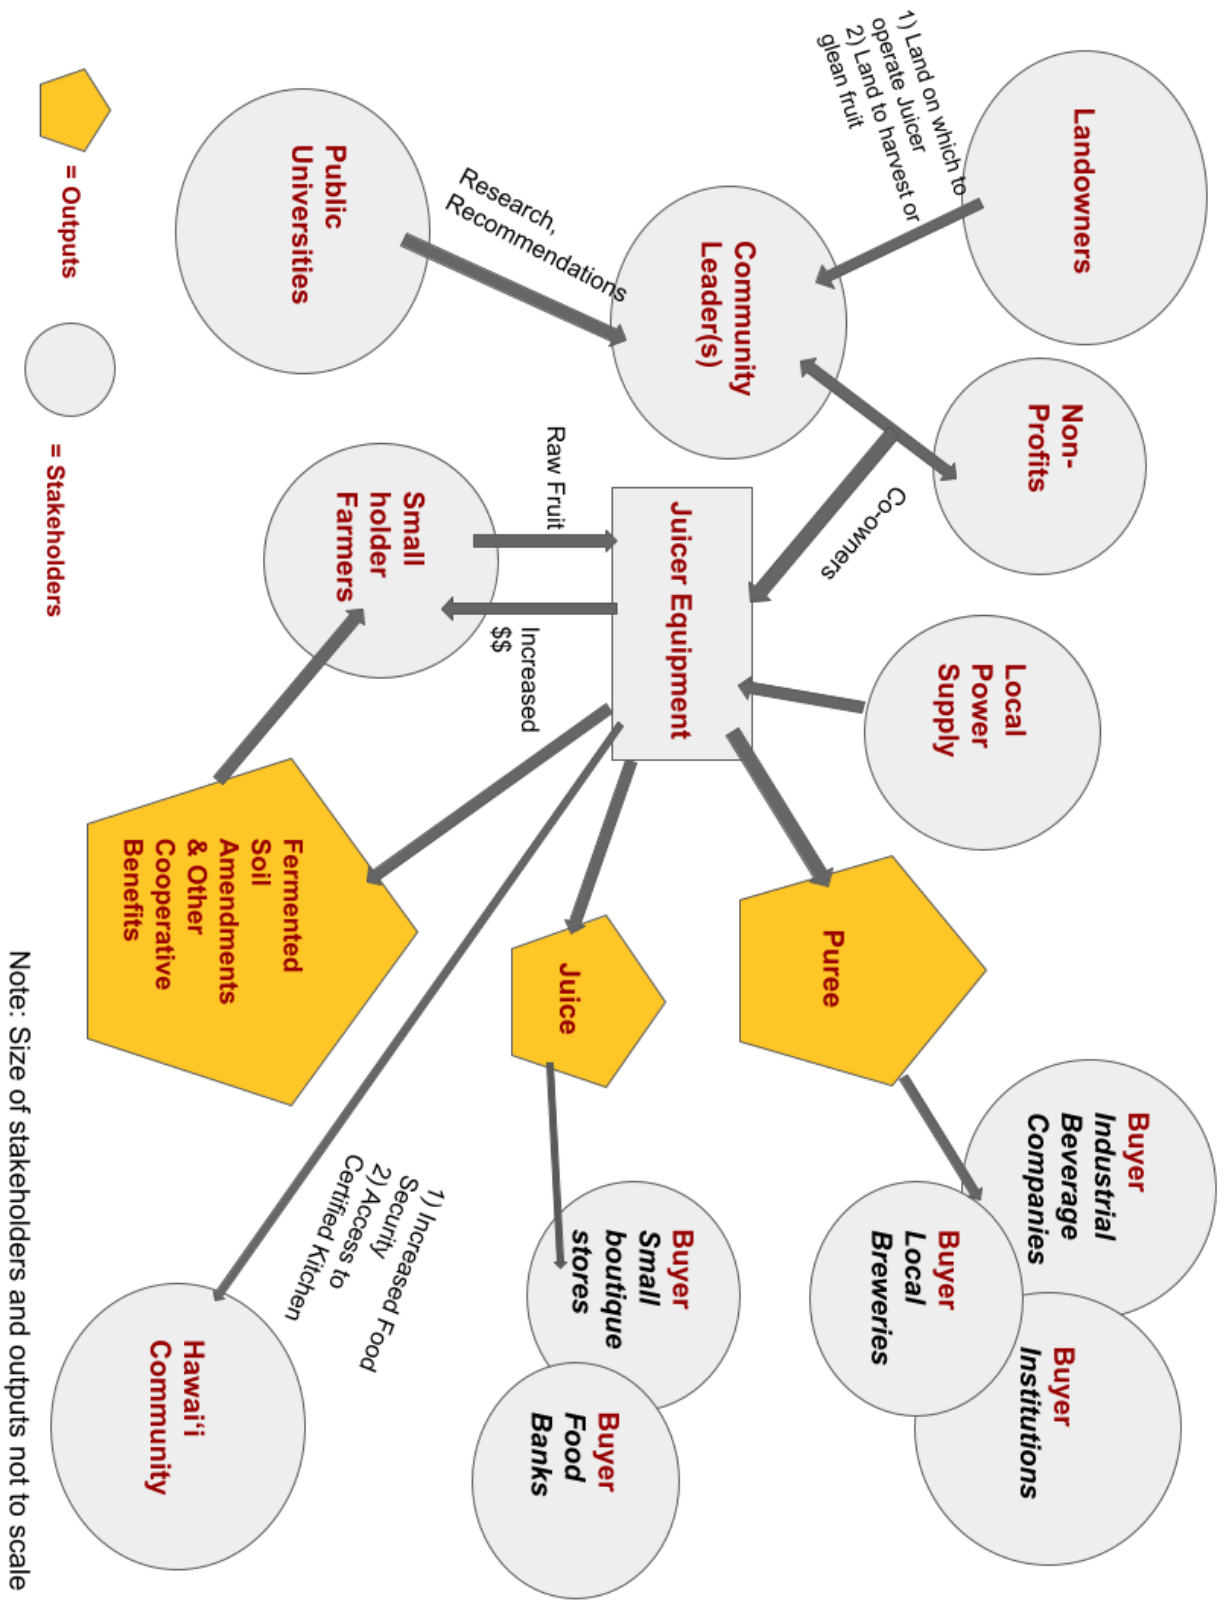 Landowners
1) Land on which to
operate Juicer
2) Land to harvest or
glean fruit
Non-
Profits
Community
Leader(s)
Co-owners
Local
Power
Supply
Public
Universities
Research,
Recommendations
Juicer Equipment
Raw Fruit
Increased
$$
Small
holder
Farmers
Puree
Juice
Fermented
Soil
Amendments
& Other
Cooperative
Benefits
Buyer
Industrial
Beverage
Companies
Buyer
Local
Breweries
Buyer
Institutions
Buyer
Small
boutique
stores
Buyer
Food
Banks
1) Increased Food
Security
2) Access to
Certified Kitchen
Hawaiʻi
Community
= Outputs
= Stakeholders
Note: Size of stakeholders and outputs not to scale